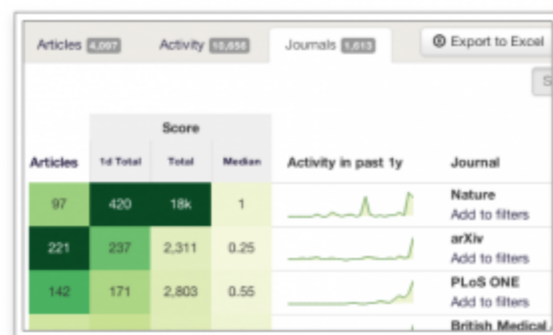 Articles 4,097 Activity 10,656 Journals 1,613 Export to Excel
S
Score
Articles 1d Total Total Median Activity in past 1y Journal
97 420 18k 1 Nature
Add to filters
221 237 2,311 0.25 arXiv
Add to filters
142 171 2,803 0.55 PLoS ONE
Add to filters
British Medical